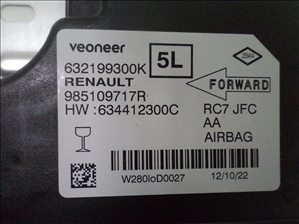 veoneer
5L
632199300K
RENAULT
FORWARD
985109717R
HW :634412300C
RC7 JFC
AA
AIRBAG
W280IoD0027
12/10/22